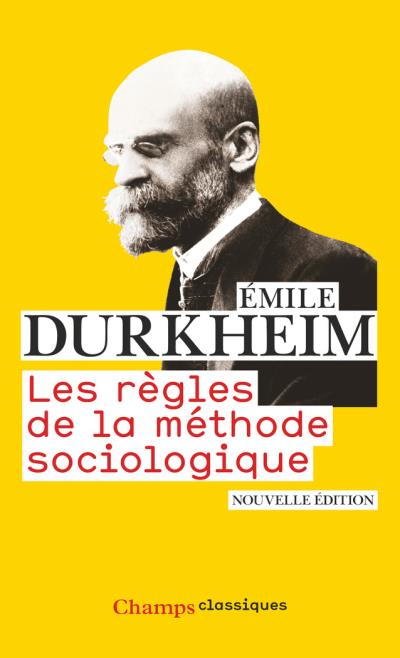 ÉMILE
DURKHEIM
Les règles
de la méthode
sociologique
NOUVELLE ÉDITION
Champs classiques